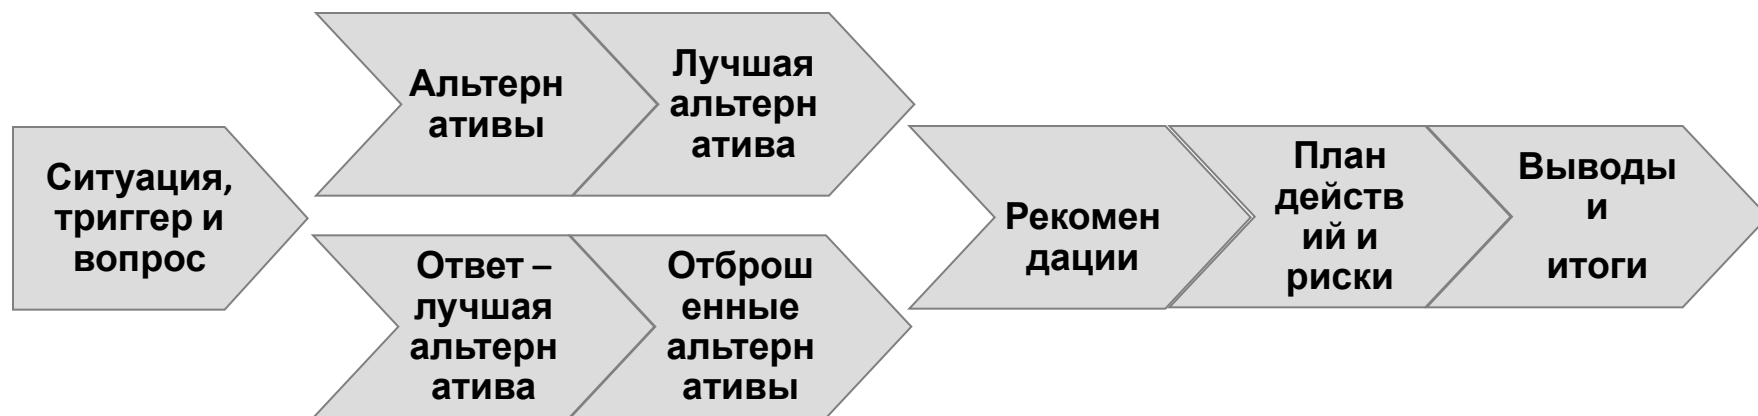 Ситуация,
триггер и
вопрос
Альтерн
ативы
Лучшая
альтерн
атива
Ответ –
лучшая
альтерн
атива
Отброш
енные
альтерн
ативы
Рекомен
дации
План
действ
ий и
риски
Выводы
и
итоги